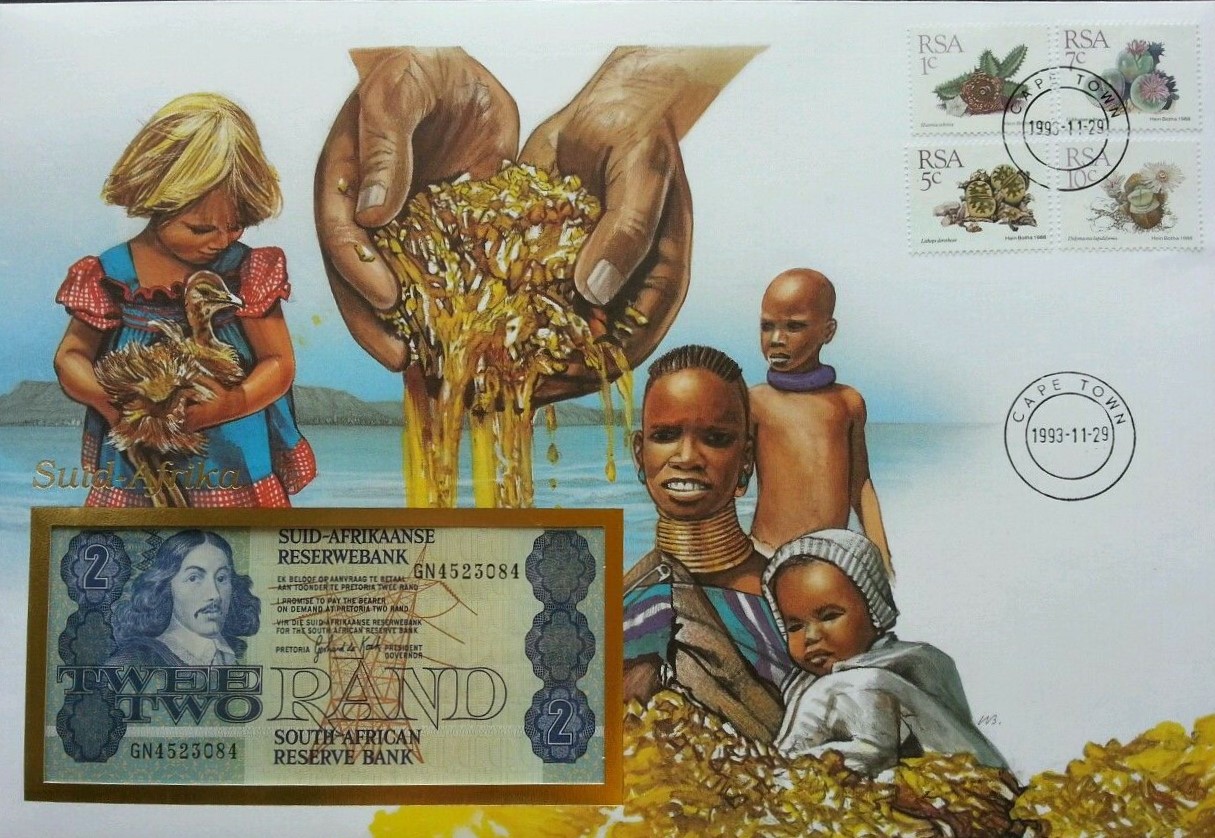 RSA
1c
RSA
7c
Hein Botha 1988
CAPE TOWN
1993-11-29
RSA
5c
Hein Botha 1988
RSA
10c
Hein Botha 1988
CAPE TOWN
1993-11-29
Suid-Afrika
2
SUID-AFRIKAANSE
RESERWEBANK
GN4523084
EK BELOOF OP AANVRAAG TE BETAAL
AAN TOONDER TE PRETORIA TWEE RAND
I PROMISE TO PAY THE BEARER
ON DEMAND AT PRETORIA TWO RAND
VIR DIE SUID-AFRIKAANSE RESERWEBANK
FOR THE SOUTH AFRICAN RESERVE BANK
PRETORIA PRESIDENT
GOVERNOR
TWEE
TWO
RAND
2
GN4523084
SOUTH AFRICAN
RESERVE BANK